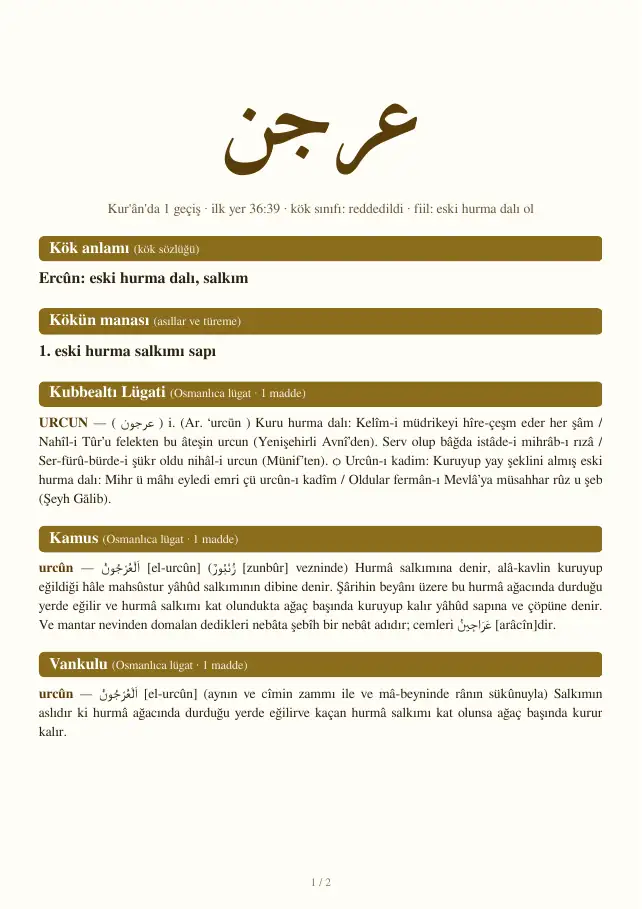 عرجن
Kur'ân'da 1 geçiş · ilk yer 36:39 · kök sınıfı: reddedildi · fiil: eski hurma dalı ol
Kök anlamı (kök sözlüğü)
Ercûn: eski hurma dalı, salkım
Kökün manası (asıllar ve türeme)
1. eski hurma salkımı sapı
Kubbealtı Lügati (Osmanlıca lügat · 1 madde)
URCUN — ( عرجون ) i. (Ar. ‘urcūn ) Kuru hurma dalı: Kelîm-i müdrikeyi hîre-çeşm eder her şâm /
Nahîl-i Tûr’u felekten bu âteşin urcun (Yenişehirli Avnî’den). Serv olup bâğda istâde-i mihrâb-ı rızâ /
Ser-fürû-bürde-i şükr oldu nihâl-i urcun (Münif’ten). ѻ Urcûn-ı kadim: Kuruyup yay şeklini almış eski
hurma dalı: Mihr ü mâhı eyledi emri çü urcûn-ı kadîm / Oldular fermân-ı Mevlâ’ya müsahhar rûz u şeb
(Şeyh Gālib).
Kamus (Osmanlıca lügat · 1 madde)
urcûn — اَلْعُرْجُونُ [el-urcûn] (زُنْبُورٌ [zunbûr] vezninde) Hurmâ salkımına denir, alâ-kavlin kuruyup
eğildiği hâle mahsûstur yâhûd salkımının dibine denir. Şârihin beyânı üzere bu hurmâ ağacında durduğu
yerde eğilir ve hurmâ salkımı kat olundukta ağaç başında kuruyup kalır yâhûd sapına ve çöpüne denir.
Ve mantar nevinden domalan dedikleri nebâta şebîh bir nebât adıdır; cemleri عَرَاجِينُ [arâcîn]dir.
Vankulu (Osmanlıca lügat · 1 madde)
urcûn — اَلْعُرْجُونُ [el-urcûn] (aynın ve cîmin zammı ile ve mâ-beyninde rânın sükûnuyla) Salkımın
aslıdır ki hurmâ ağacında durduğu yerde eğilirve kaçan hurmâ salkımı kat olunsa ağaç başında kurur
kalır.
1 / 2